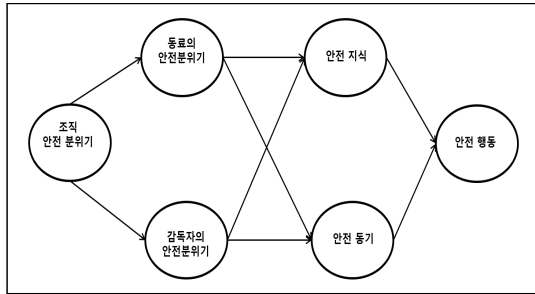 동료의
안전분위기
안전 지식
조직
안전 분위기
안전 행동
감독자의
안전분위기
안전 동기